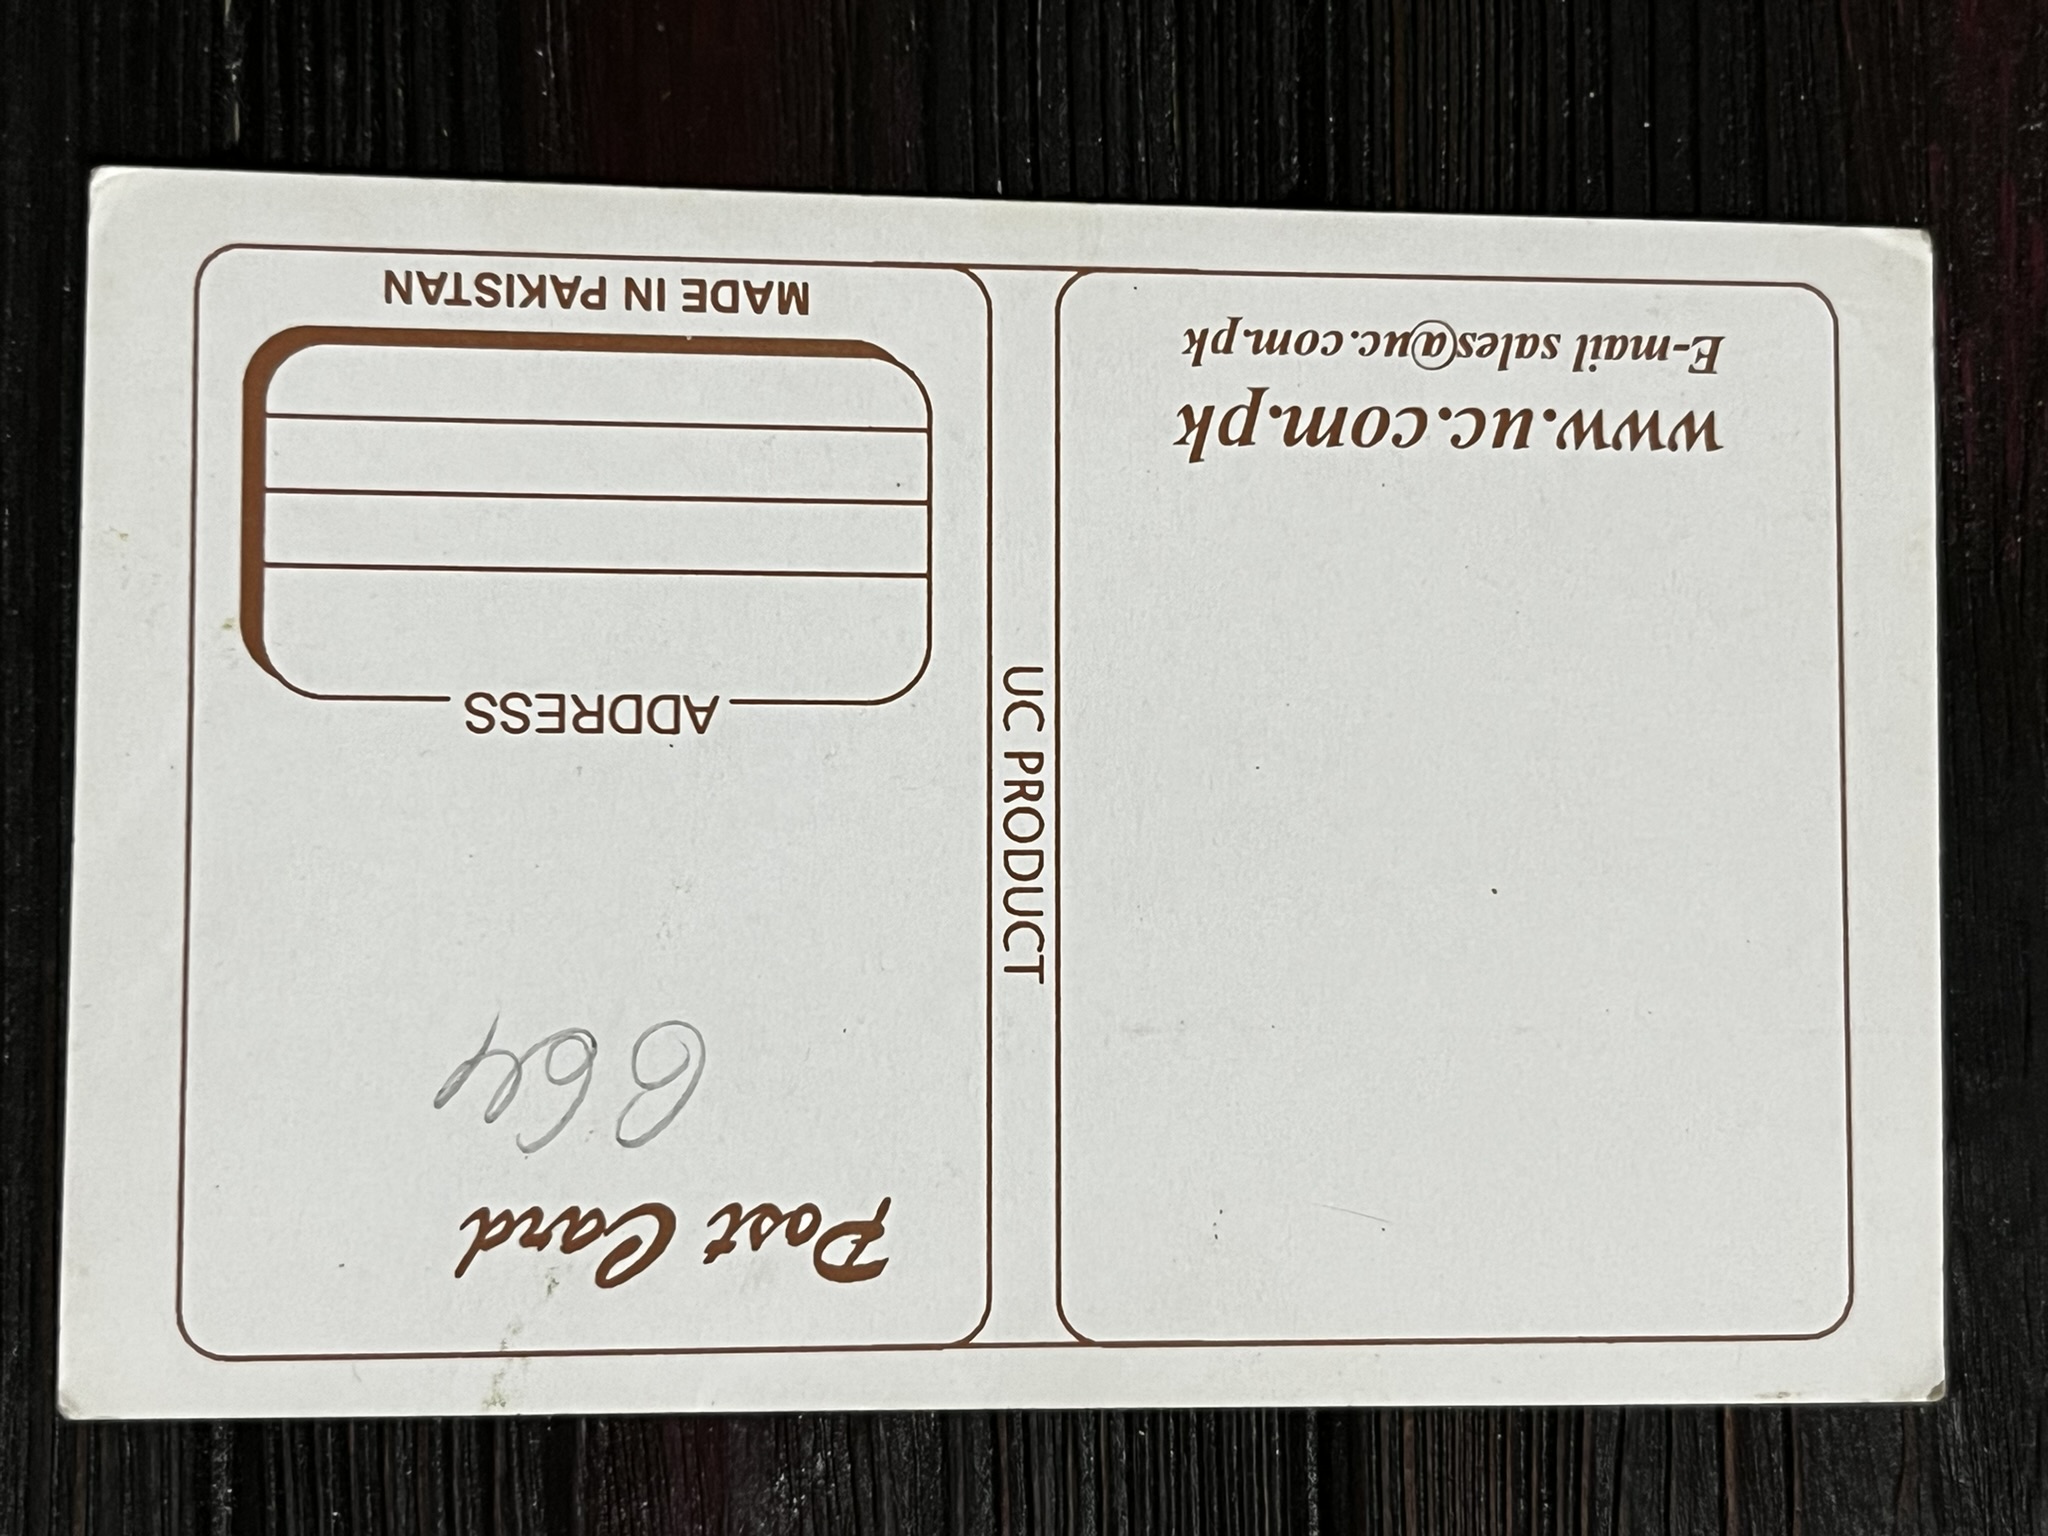 www.uc.com.pk
E-mail sales@uc.com.pk
UC PRODUCT
Post Card
664
ADDRESS
MADE IN PAKISTAN